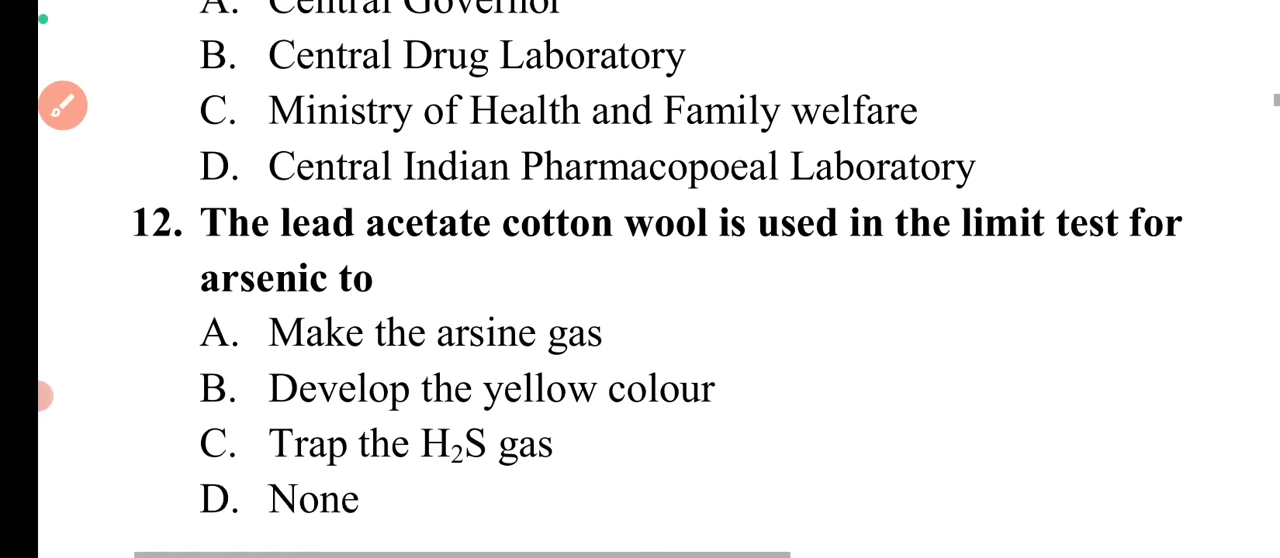 A. Central Governor
B. Central Drug Laboratory
C. Ministry of Health and Family welfare
D. Central Indian Pharmacopoeal Laboratory
12. The lead acetate cotton wool is used in the limit test for
arsenic to
A. Make the arsine gas
B. Develop the yellow colour
C. Trap the H₂S gas
D. None